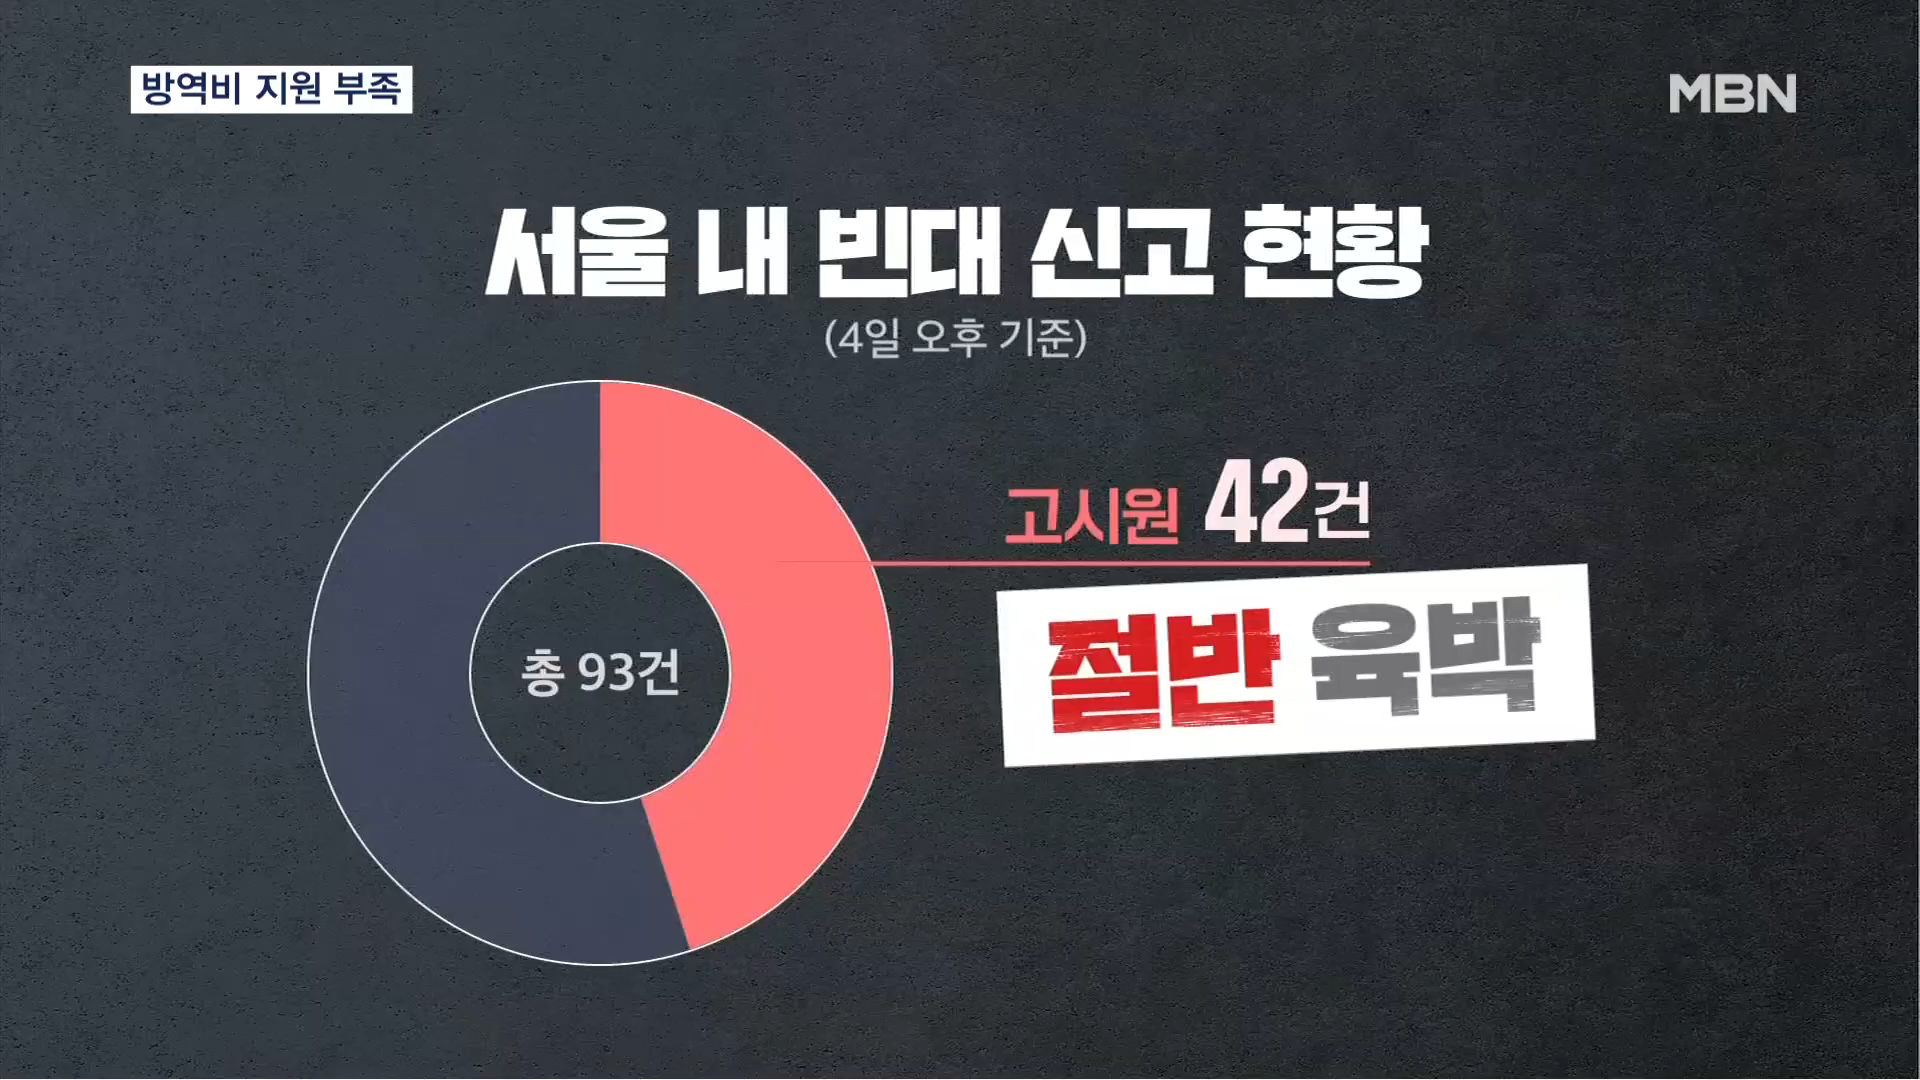 방역비 지원 부족
MBN
서울 내 빈대 신고 현황
(4일 오후 기준)
고시원 42건
절반 육박
총 93건